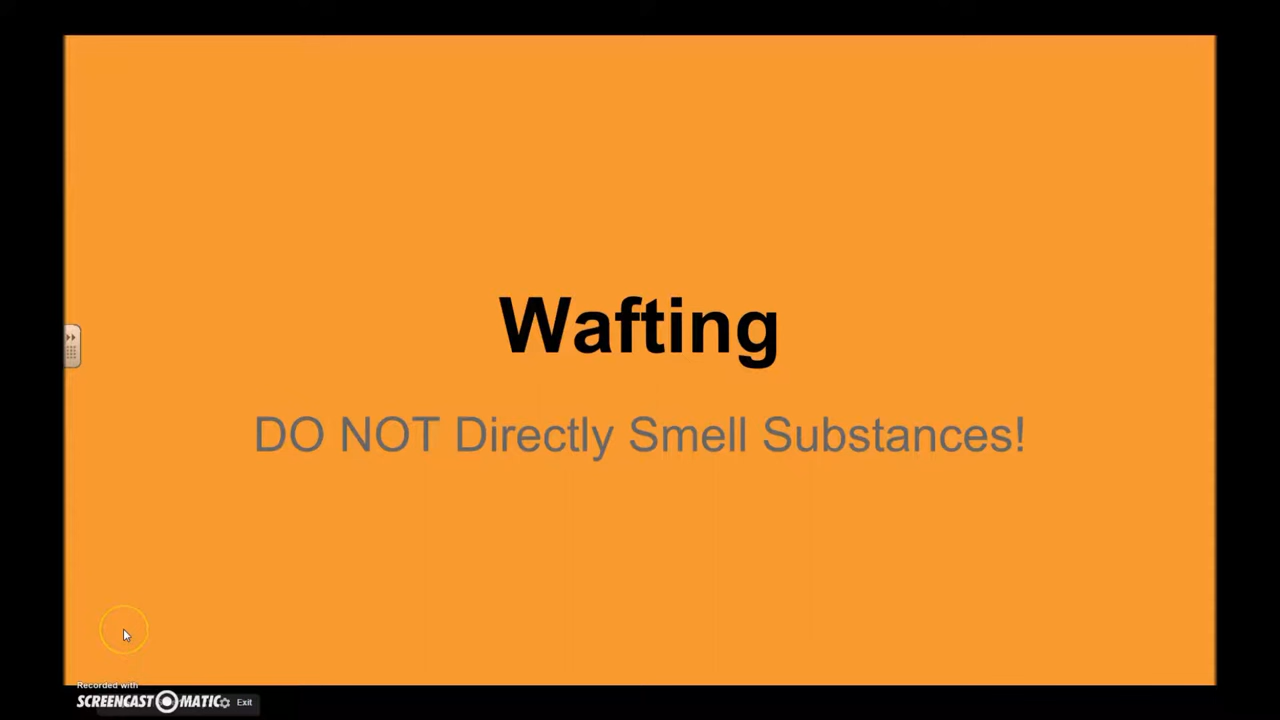 Wafting
DO NOT Directly Smell Substances!
Recorded with
SCREENCAST MATIC Exit